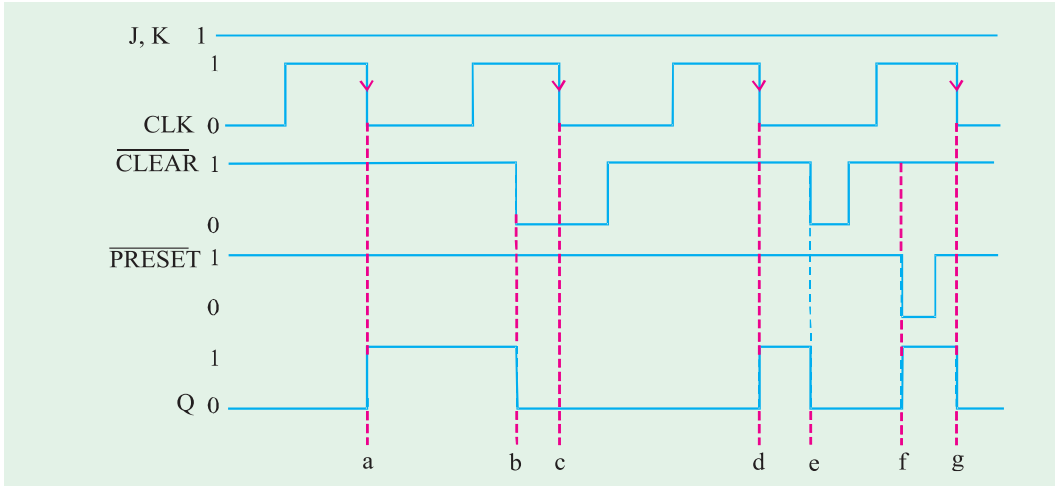 J, K 1
1
CLK 0
CLEAR 1
0
PRESET 1
0
1
Q 0
a b c d e f g